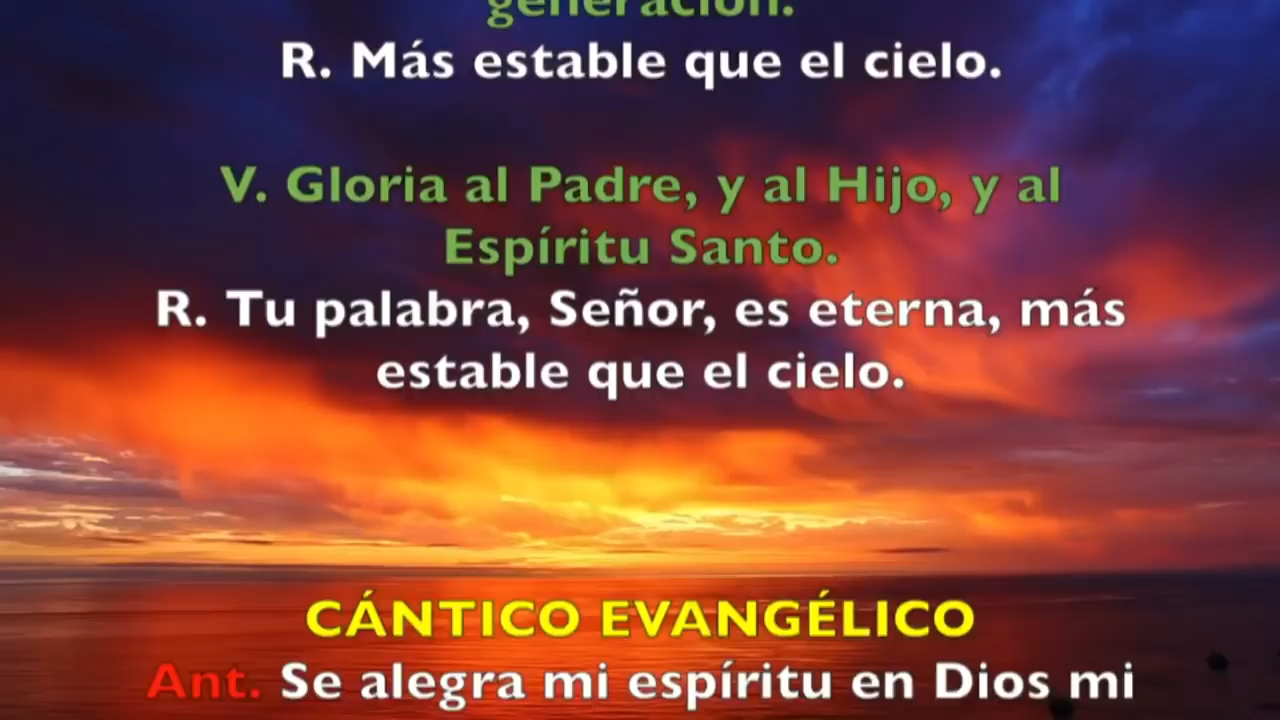 generación.
R. Más estable que el cielo.
V. Gloria al Padre, y al Hijo, y al
Espíritu Santo.
R. Tu palabra, Señor, es eterna, más
estable que el cielo.
CÁNTICO EVANGÉLICO
Ant. Se alegra mi espíritu en Dios mi